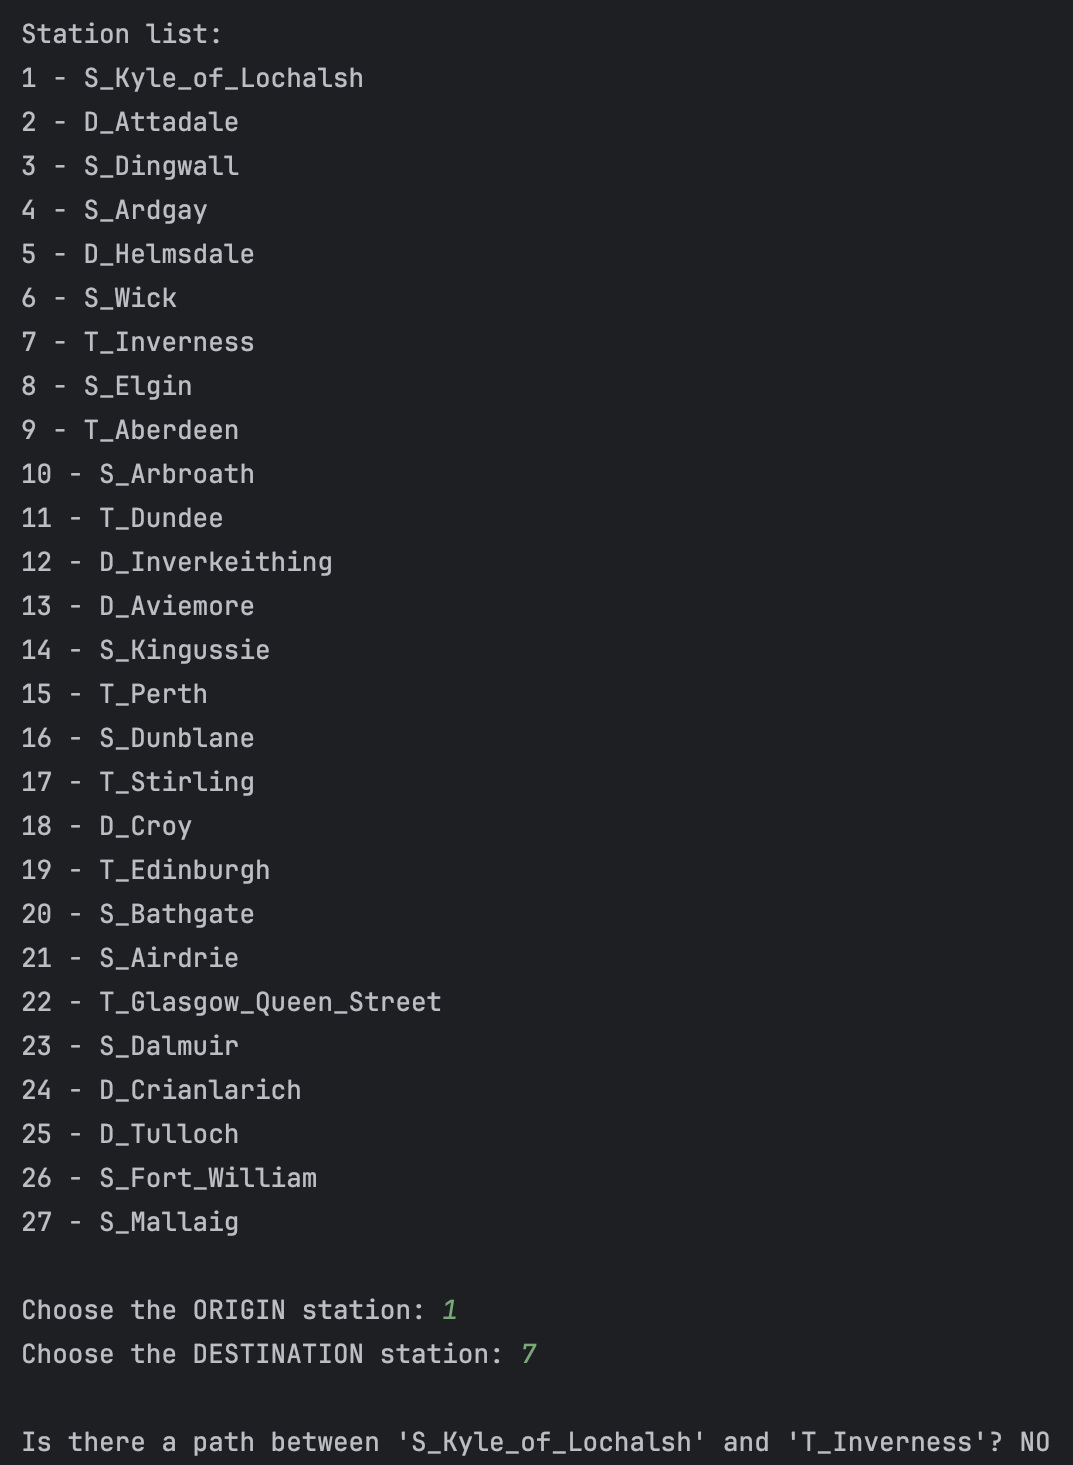 Station list:
1 - S_Kyle_of_Lochalsh
2 - D_Attadale
3 - S_Dingwall
4 - S_Ardgay
5 - D_Helmsdale
6 - S_Wick
7 - T_Inverness
8 - S_Elgin
9 - T_Aberdeen
10 - S_Arbroath
11 - T_Dundee
12 - D_Inverkeithing
13 - D_Aviemore
14 - S_Kingussie
15 - T_Perth
16 - S_Dunblane
17 - T_Stirling
18 - D_Croy
19 - T_Edinburgh
20 - S_Bathgate
21 - S_Airdrie
22 - T_Glasgow_Queen_Street
23 - S_Dalmuir
24 - D_Crianlarich
25 - D_Tulloch
26 - S_Fort_William
27 - S_Mallaig
Choose the ORIGIN station: 1
Choose the DESTINATION station: 7
Is there a path between 'S_Kyle_of_Lochalsh' and 'T_Inverness'? NO